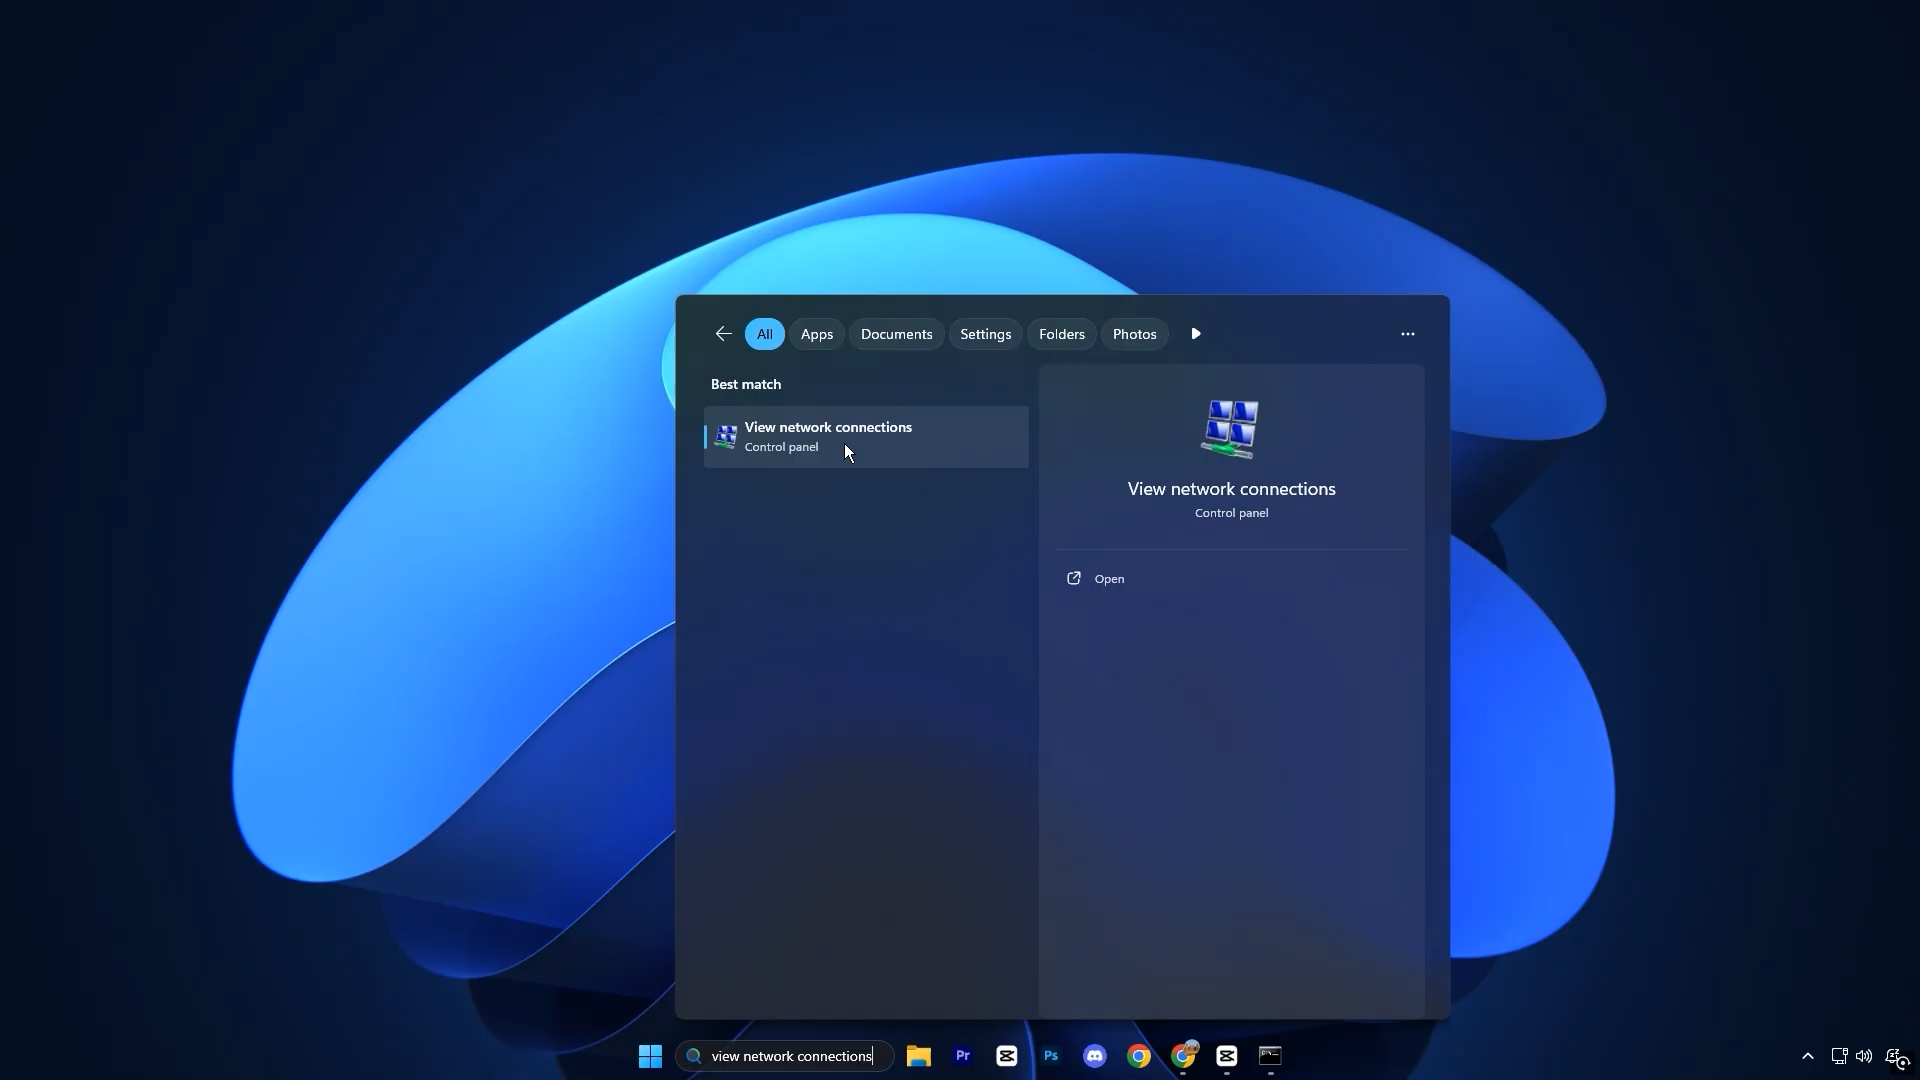 All
Apps
Documents
Settings
Folders
Photos
Best match
View network connections
Control panel
View network connections
Control panel
Open
view network connections
Pr
Ps